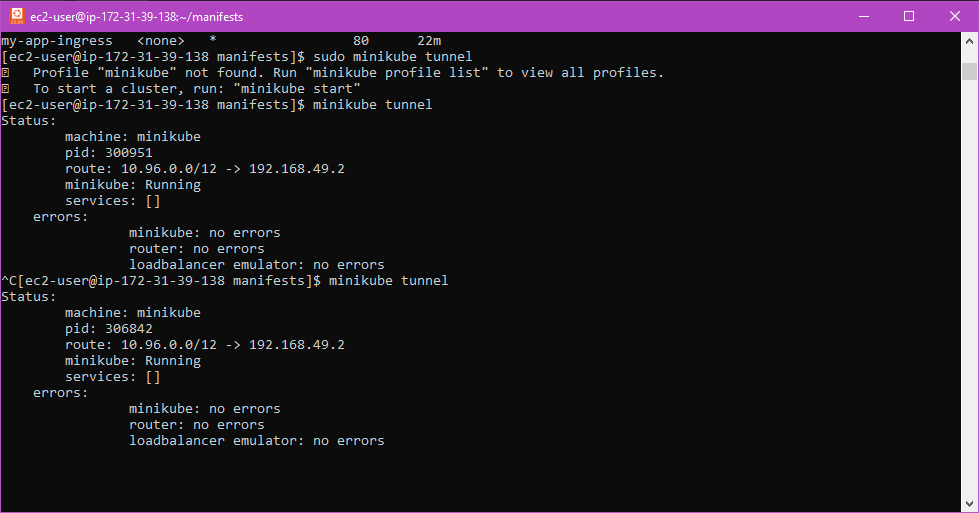 ec2-user@ip-172-31-39-138:~/manifests
my-app-ingress   <none>   *                 80      22m
[ec2-user@ip-172-31-39-138 manifests]$ sudo minikube tunnel
Profile "minikube" not found. Run "minikube profile list" to view all profiles.
To start a cluster, run: "minikube start"
[ec2-user@ip-172-31-39-138 manifests]$ minikube tunnel
Status:
machine: minikube
pid: 300951
route: 10.96.0.0/12 -> 192.168.49.2
minikube: Running
services: []
errors:
minikube: no errors
router: no errors
loadbalancer emulator: no errors
^C[ec2-user@ip-172-31-39-138 manifests]$ minikube tunnel
Status:
machine: minikube
pid: 306842
route: 10.96.0.0/12 -> 192.168.49.2
minikube: Running
services: []
errors:
minikube: no errors
router: no errors
loadbalancer emulator: no errors